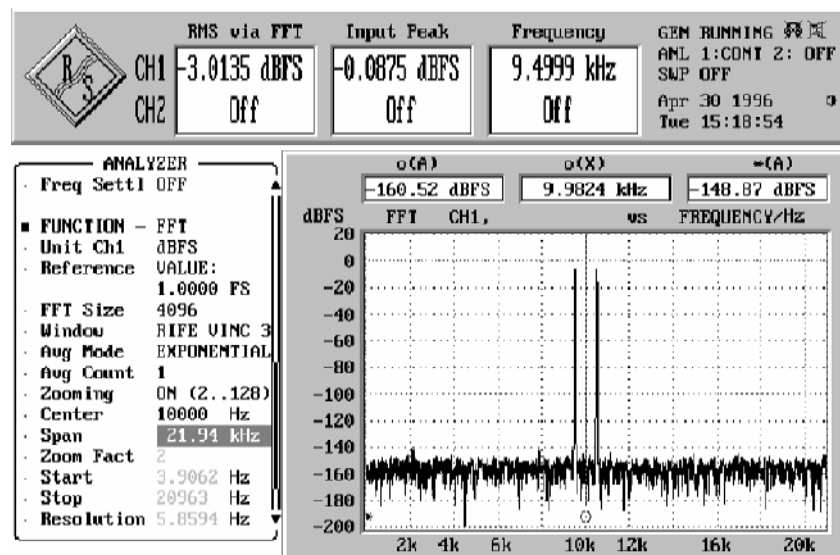 RMS via FFT Input Peak Frequency GEN RUNNING
ANL 1:CONT 2: OFF
R S CH1 -3.0135 dBFS -0.0875 dBFS 9.4999 kHz SWP OFF
CH2 Off Off Off Apr 30 1996
Tue 15:18:54
ANALYZER
Freq Settl OFF
FUNCTION - FFT
Unit Ch1 dBFS
Reference VALUE:
1.0000 FS
FFT Size 4096
Window RIFE VINC 3
Avg Mode EXPONENTIAL
Avg Count 1
Zooming ON (2..128)
Center 10000 Hz
Span 21.94 kHz
Zoom Fact 2
Start 3.9062 Hz
Stop 20963 Hz
Resolution 5.8594 Hz
o(A) o(X) *(A)
-160.52 dBFS 9.9824 kHz -148.87 dBFS
dBFS FFT CH1, vs FREQUENCY/Hz
20
0
-20
-40
-60
-80
-100
-120
-140
-160
-180
-200
2k 4k 6k 10k 12k 16k 20k